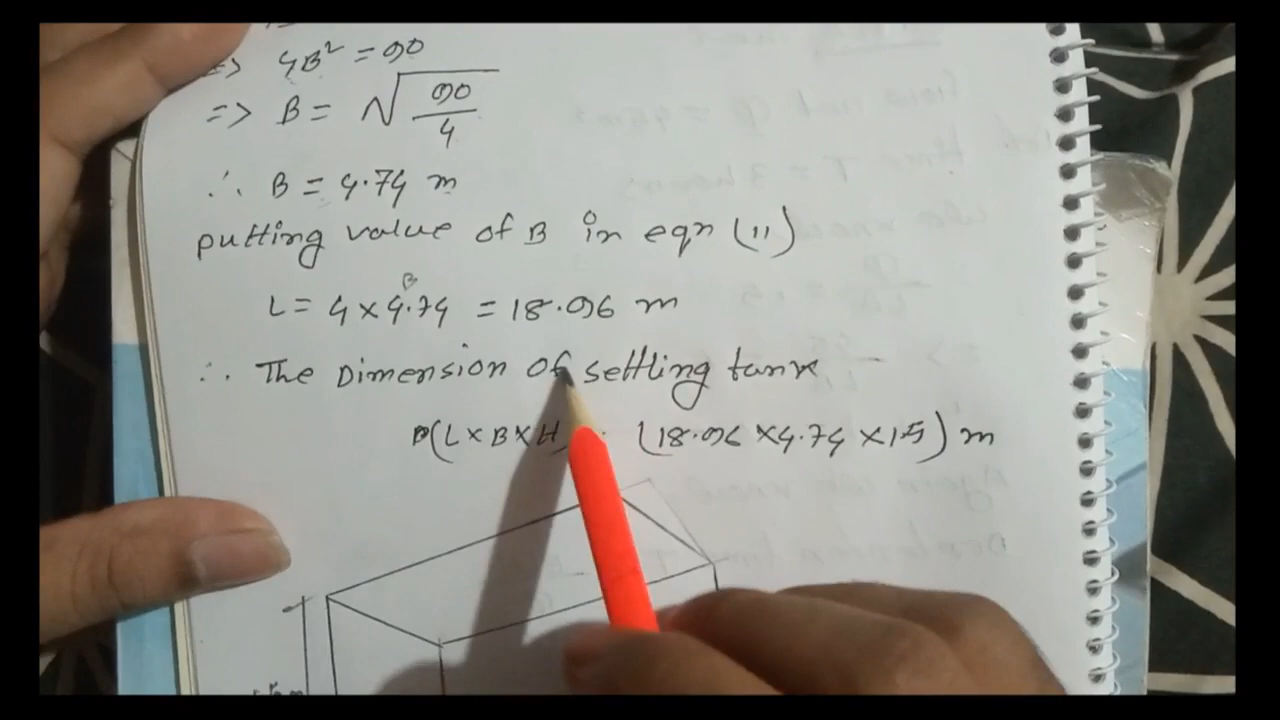 => 4B² = 90
=> B = √90/4
∴ B = 4.74 m
putting value of B in eqn (11)
B
L = 4 × 4.74 = 18.96 m
∴ The Dimension of settling tank
(L × B × H) (18.96 × 4.74 × 1.5) m